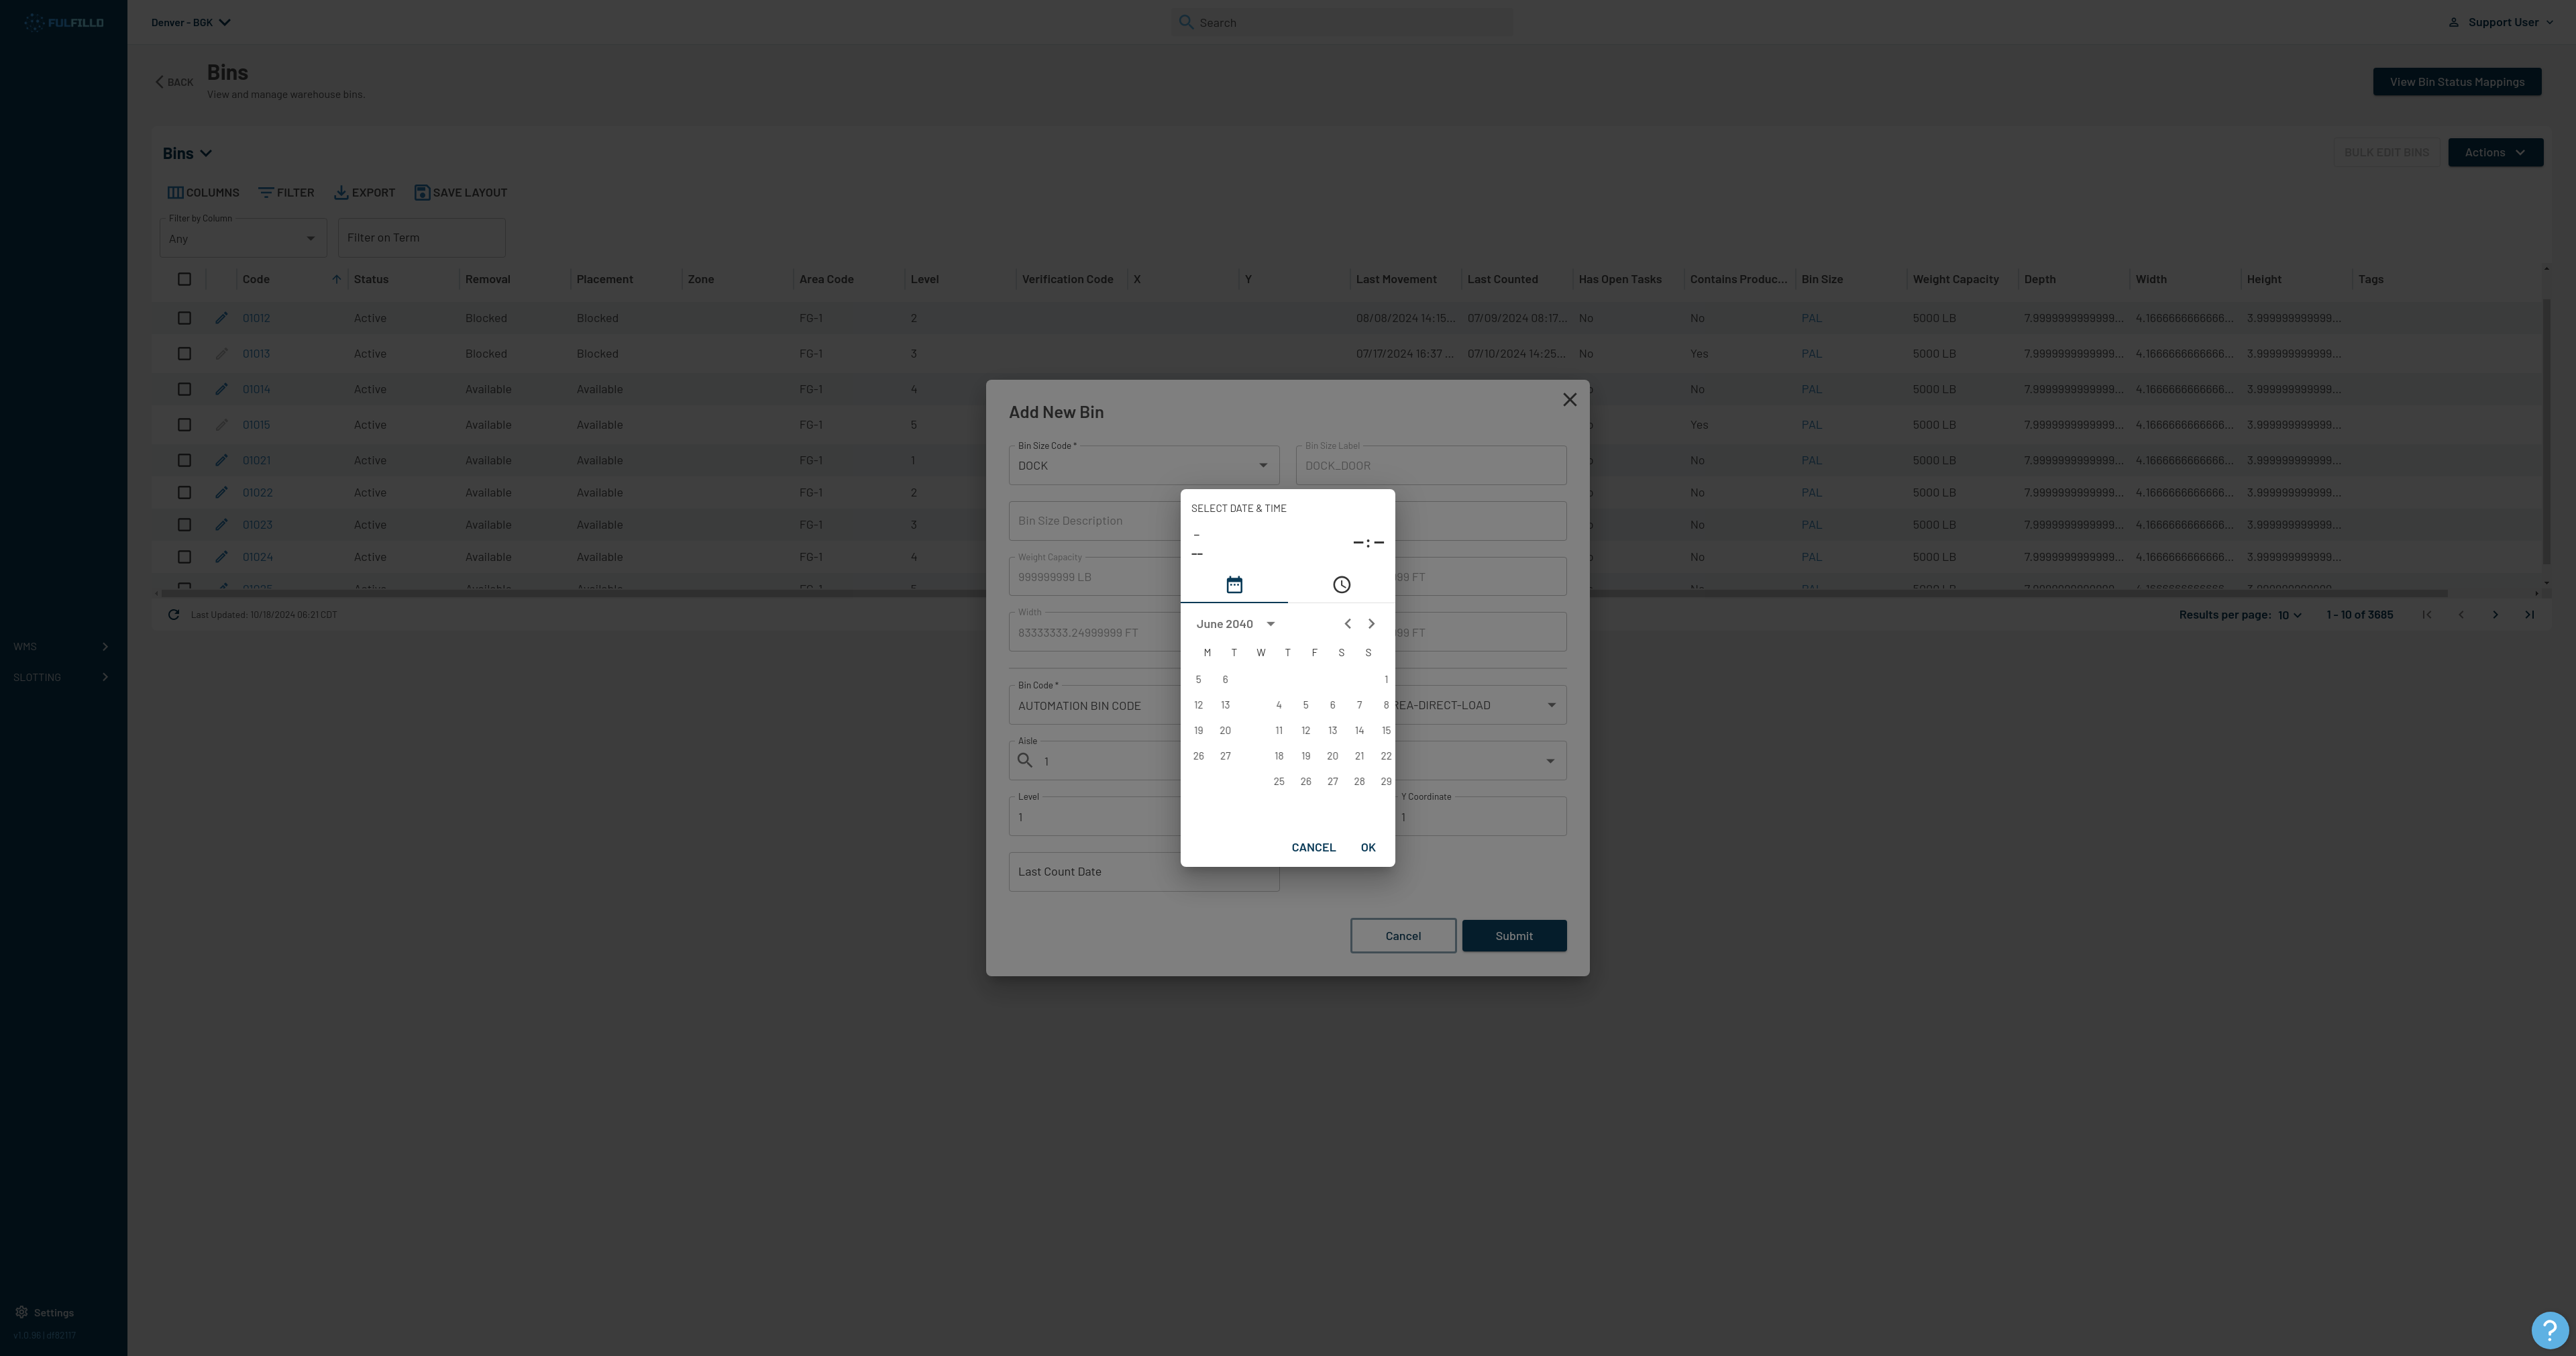 FULFILLD
Denver - BGK
Search
Support User
BACK
Bins
View and manage warehouse bins.
View Bin Status Mappings
Bins
BULK EDIT BINS
Actions
COLUMNS FILTER EXPORT SAVE LAYOUT
Filter by Column
Any
Filter on Term
Code Status Removal Placement Zone Area Code Level Verification Code X Y Last Movement Last Counted Has Open Tasks Contains Produc... Bin Size Weight Capacity Depth Width Height Tags
01012 Active Blocked Blocked FG-1 2 08/08/2024 14:15... 07/09/2024 08:17... No No PAL 5000 LB 7.9999999999999... 4.1666666666666... 3.999999999999...
01013 Active Blocked Blocked FG-1 3 07/17/2024 16:37 ... 07/10/2024 14:25... No Yes PAL 5000 LB 7.9999999999999... 4.1666666666666... 3.999999999999...
01014 Active Available Available FG-1 4 No PAL 5000 LB 7.9999999999999... 4.1666666666666... 3.999999999999...
01015 Active Available Available FG-1 5 Yes PAL 5000 LB 7.9999999999999... 4.1666666666666... 3.999999999999...
01021 Active Available Available FG-1 1 No PAL 5000 LB 7.9999999999999... 4.1666666666666... 3.999999999999...
01022 Active Available Available FG-1 2 No PAL 5000 LB 7.9999999999999... 4.1666666666666... 3.999999999999...
01023 Active Available Available FG-1 3 No PAL 5000 LB 7.9999999999999... 4.1666666666666... 3.999999999999...
01024 Active Available Available FG-1 4 No PAL 5000 LB 7.9999999999999... 4.1666666666666... 3.999999999999...
Last Updated: 10/18/2024 06:21 CDT
Results per page: 10 1 - 10 of 3685
Add New Bin
Bin Size Code *
DOCK
Bin Size Label
DOCK_DOOR
Bin Size Description
Weight Capacity
999999999 LB
99 FT
Width
83333333.24999999 FT
99 FT
Bin Code *
AUTOMATION BIN CODE
REA-DIRECT-LOAD
Aisle
1
Level
1
Y Coordinate
1
Last Count Date
Cancel
Submit
SELECT DATE & TIME
–
––
–:–
June 2040
M T W T F S S
5 6 1
12 13 4 5 6 7 8
19 20 11 12 13 14 15
26 27 18 19 20 21 22
25 26 27 28 29
CANCEL OK
WMS
SLOTTING
Settings
v1.0.96 | df82117
?